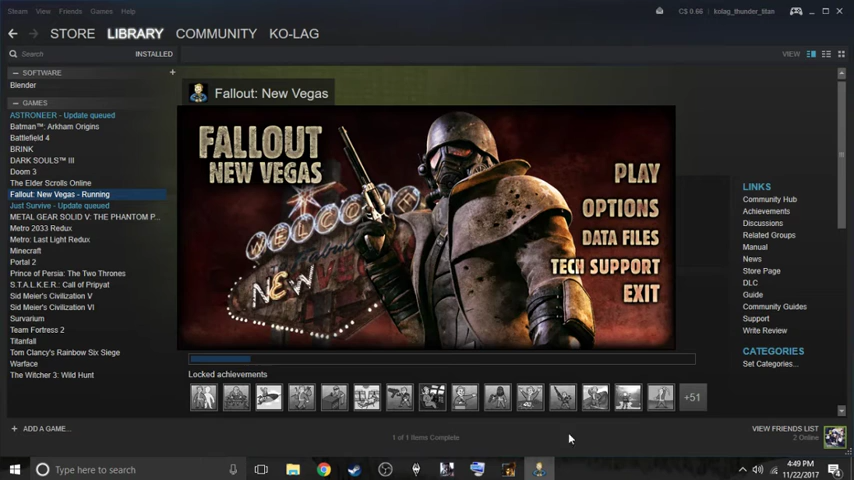 Steam View Friends Games Help
C$ 0.66 kolag_thunder_titan
STORE LIBRARY COMMUNITY KO-LAG
Search INSTALLED VIEW
SOFTWARE
Blender
GAMES
ASTRONEER - Update queued
Batman™: Arkham Origins
Battlefield 4
BRINK
DARK SOULS™ III
Doom 3
The Elder Scrolls Online
Fallout: New Vegas - Running
Just Survive - Update queued
METAL GEAR SOLID V: THE PHANTOM P...
Metro 2033 Redux
Metro: Last Light Redux
Minecraft
Portal 2
Prince of Persia: The Two Thrones
S.T.A.L.K.E.R.: Call of Pripyat
Sid Meier's Civilization V
Sid Meier's Civilization VI
Survarium
Team Fortress 2
Titanfall
Tom Clancy's Rainbow Six Siege
Warface
The Witcher 3: Wild Hunt
Fallout: New Vegas
FALLOUT
NEW VEGAS
WELCOME
NEW
PLAY
OPTIONS
DATA FILES
TECH SUPPORT
EXIT
Locked achievements
+51
LINKS
Community Hub
Achievements
Discussions
Related Groups
Manual
News
Store Page
DLC
Guide
Community Guides
Support
Write Review
CATEGORIES
Set Categories...
+ ADD A GAME...
1 of 1 Items Complete
VIEW FRIENDS LIST
2 Online
Type here to search
4:49 PM
11/22/2017
4